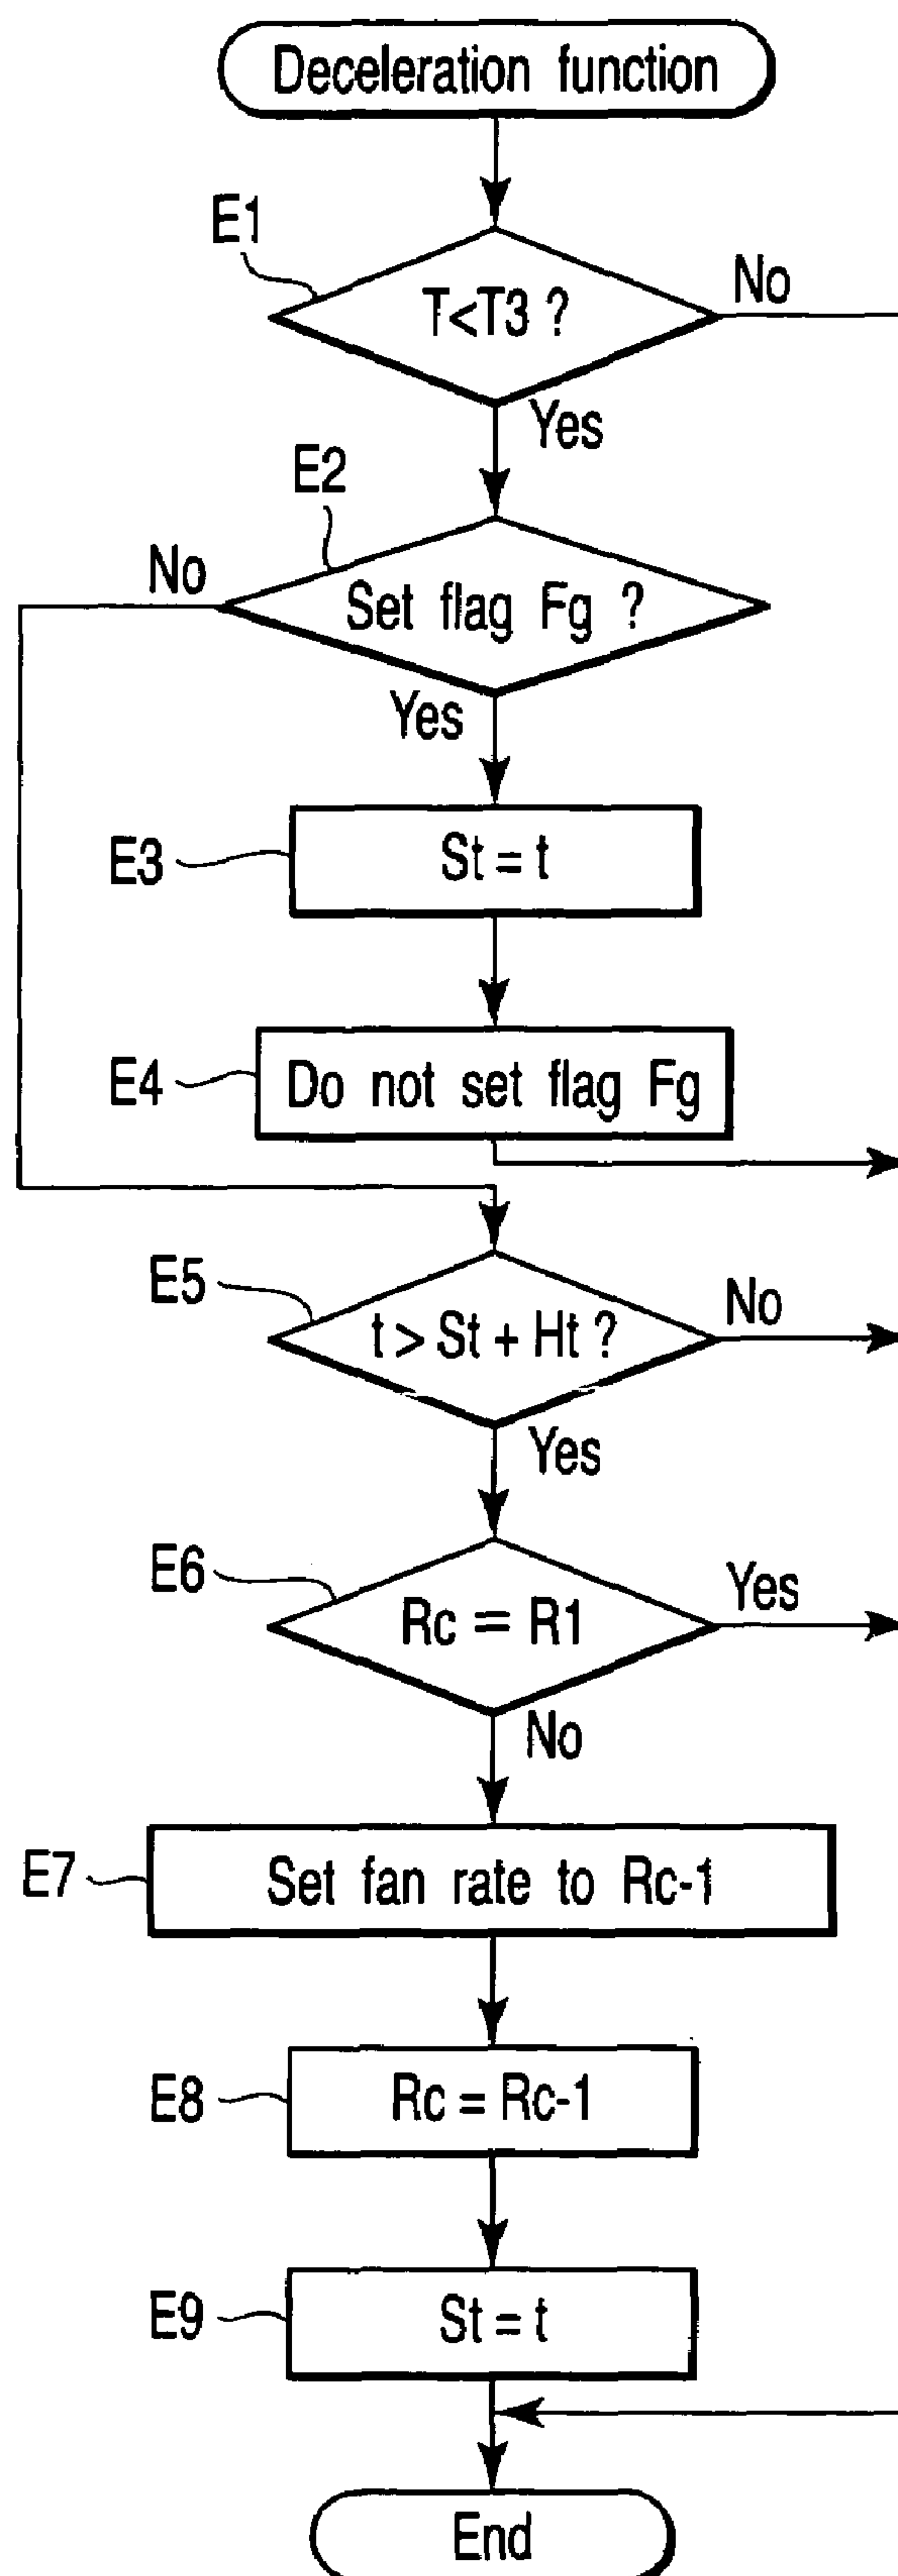 Deceleration function
E1
T<T3 ?
No
Yes
E2
No
Set flag Fg ?
Yes
E3
St = t
E4
Do not set flag Fg
E5
t > St + Ht ?
No
Yes
E6
Rc = R1
Yes
No
E7
Set fan rate to Rc-1
E8
Rc = Rc-1
E9
St = t
End